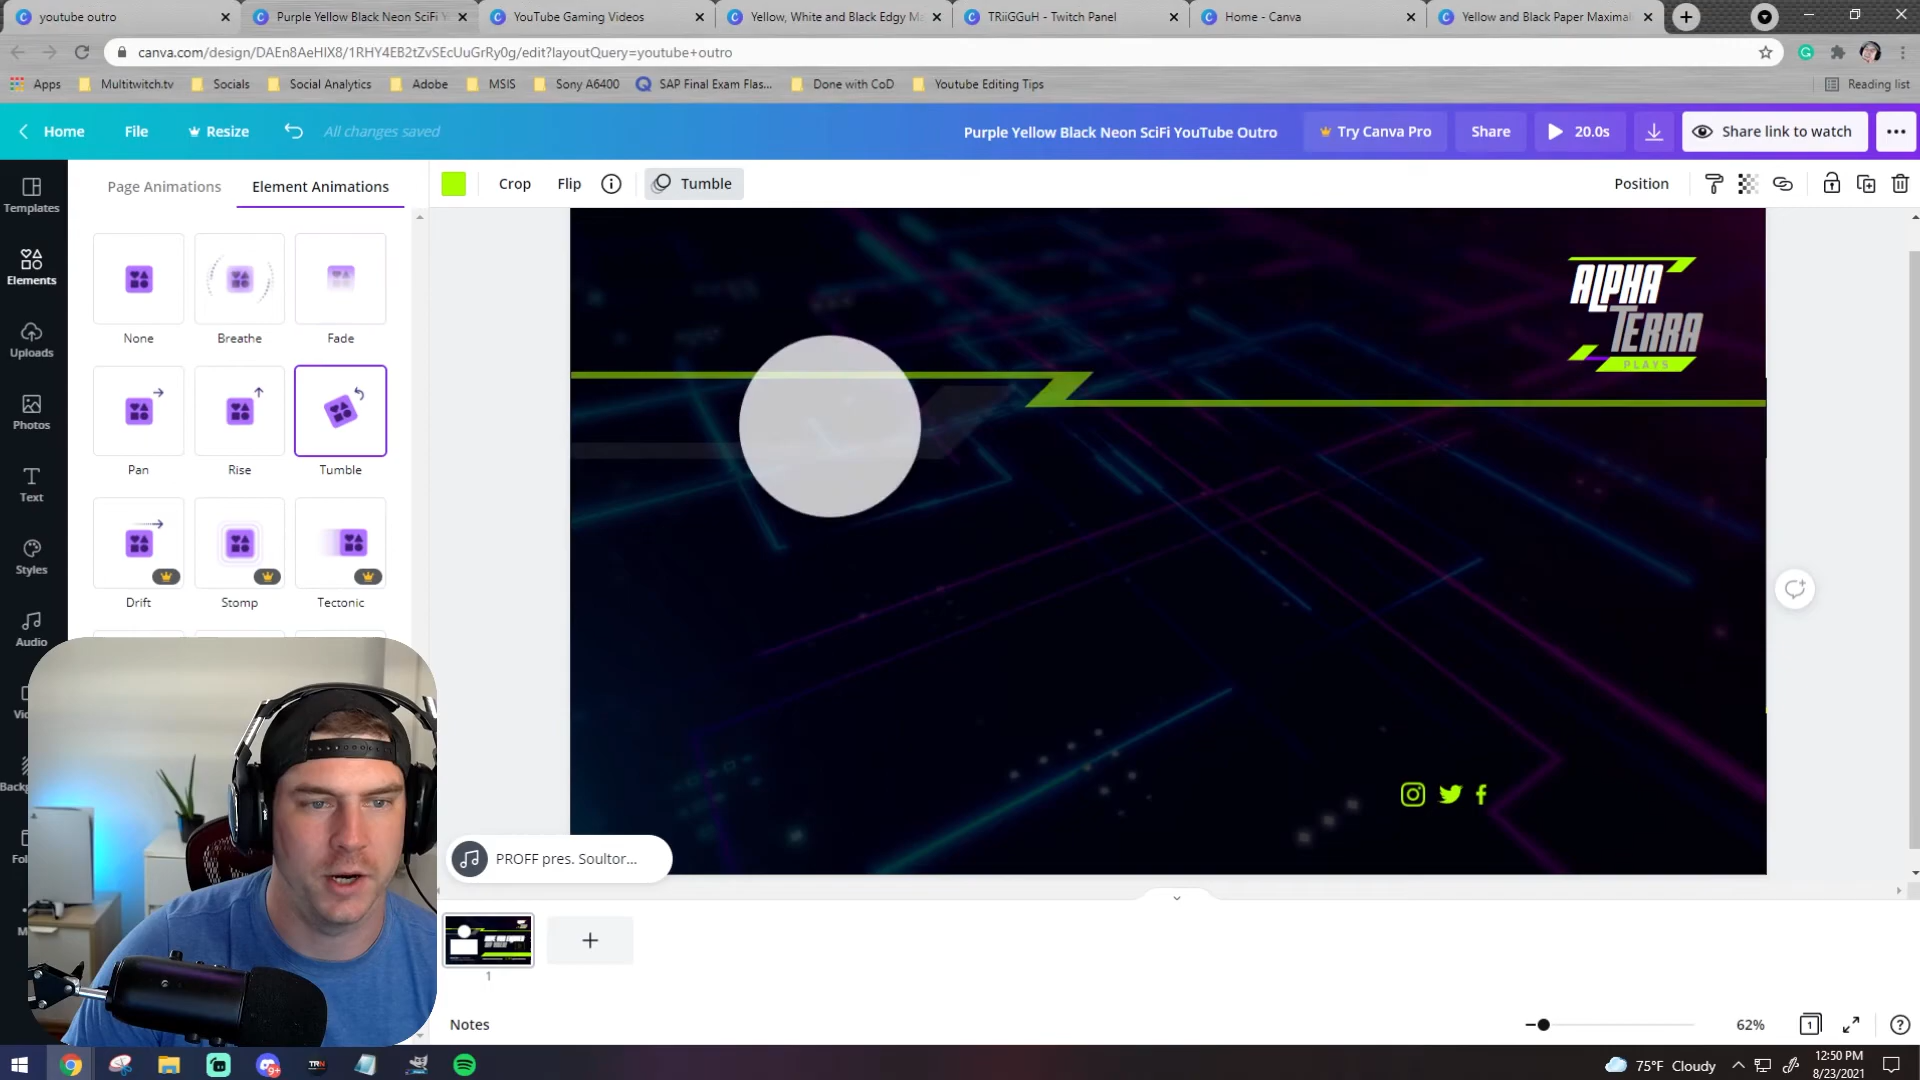 youtube outro
Purple Yellow Black Neon SciFi Y
YouTube Gaming Videos
Yellow, White and Black Edgy M
TRiiGGuH - Twitch Panel
Home - Canva
Yellow and Black Paper Maximal
canva.com/design/DAEn8AeHIX8/1RHY4EB2tZvSEcUuGrRy0g/edit?layoutQuery=youtube+outro
Apps
Multitwitch.tv
Socials
Social Analytics
Adobe
MSIS
Sony A6400
SAP Final Exam Flas...
Done with CoD
Youtube Editing Tips
Reading list
Home
File
Resize
All changes saved
Purple Yellow Black Neon SciFi YouTube Outro
Try Canva Pro
Share
20.0s
Share link to watch
Templates
Elements
Uploads
Photos
Text
Styles
Audio
Page Animations
Element Animations
None
Breathe
Fade
Pan
Rise
Tumble
Drift
Stomp
Tectonic
Crop
Flip
Tumble
Position
ALPHA
TERRA
PLAYS
PROFF pres. Soultor...
1
Notes
62%
1
9+
TRN
75°F Cloudy
12:50 PM
8/23/2021